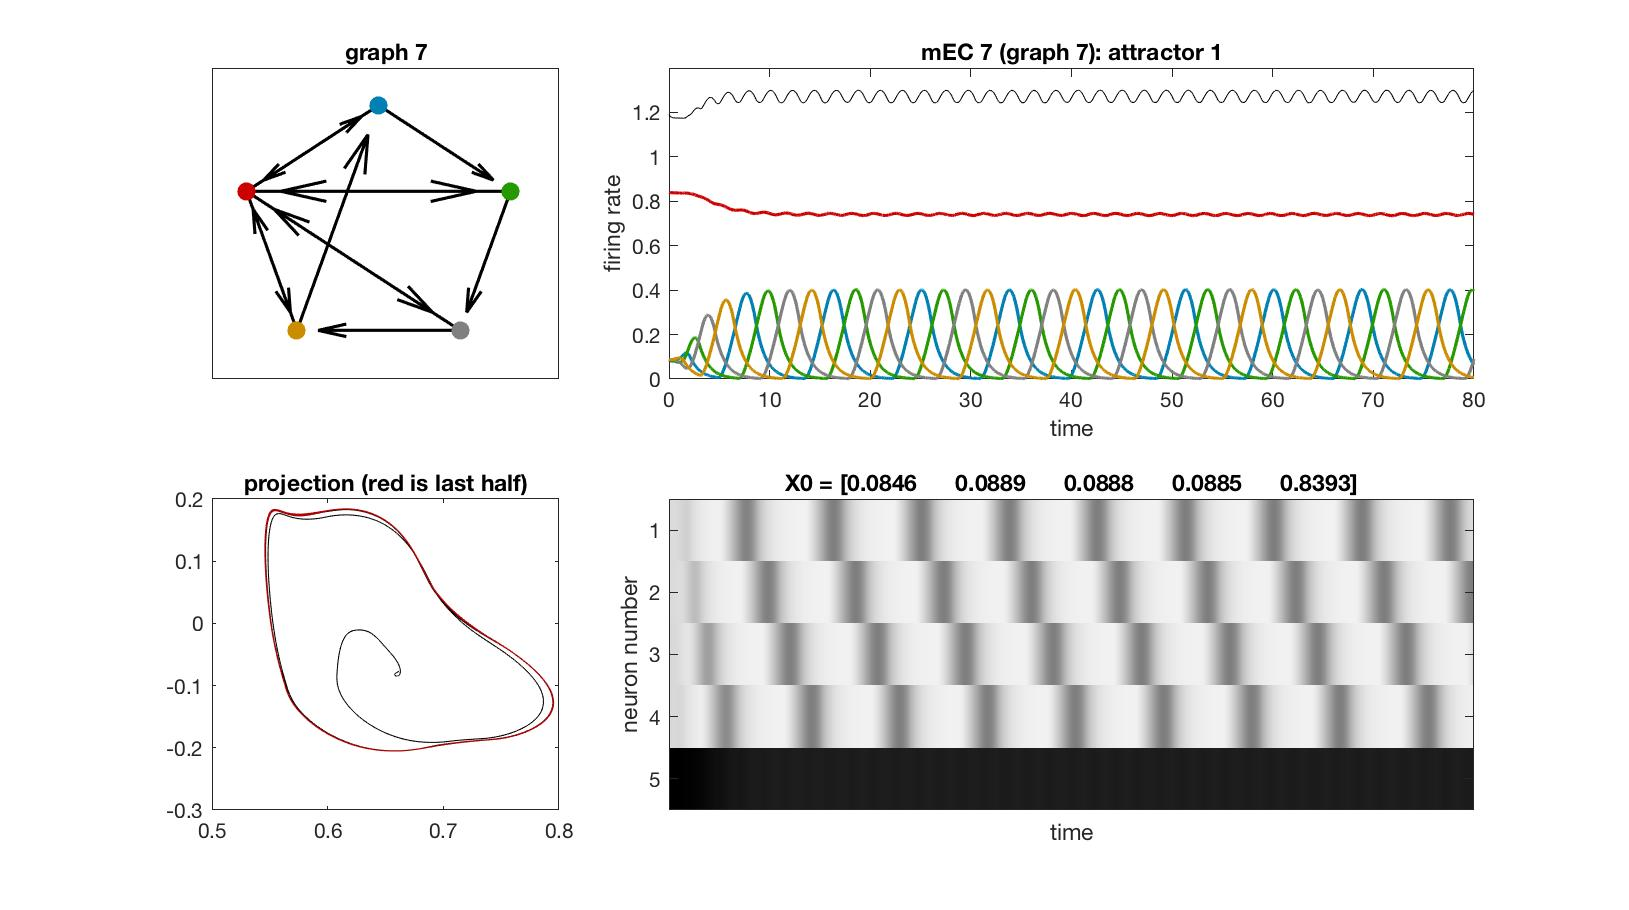 graph 7
mEC 7 (graph 7): attractor 1
firing rate
1.2
1
0.8
0.6
0.4
0.2
0
0 10 20 30 40 50 60 70 80
time
projection (red is last half)
0.2
0.1
0
-0.1
-0.2
-0.3
0.5 0.6 0.7 0.8
X0 = [0.0846 0.0889 0.0888 0.0885 0.8393]
neuron number
1
2
3
4
5
time